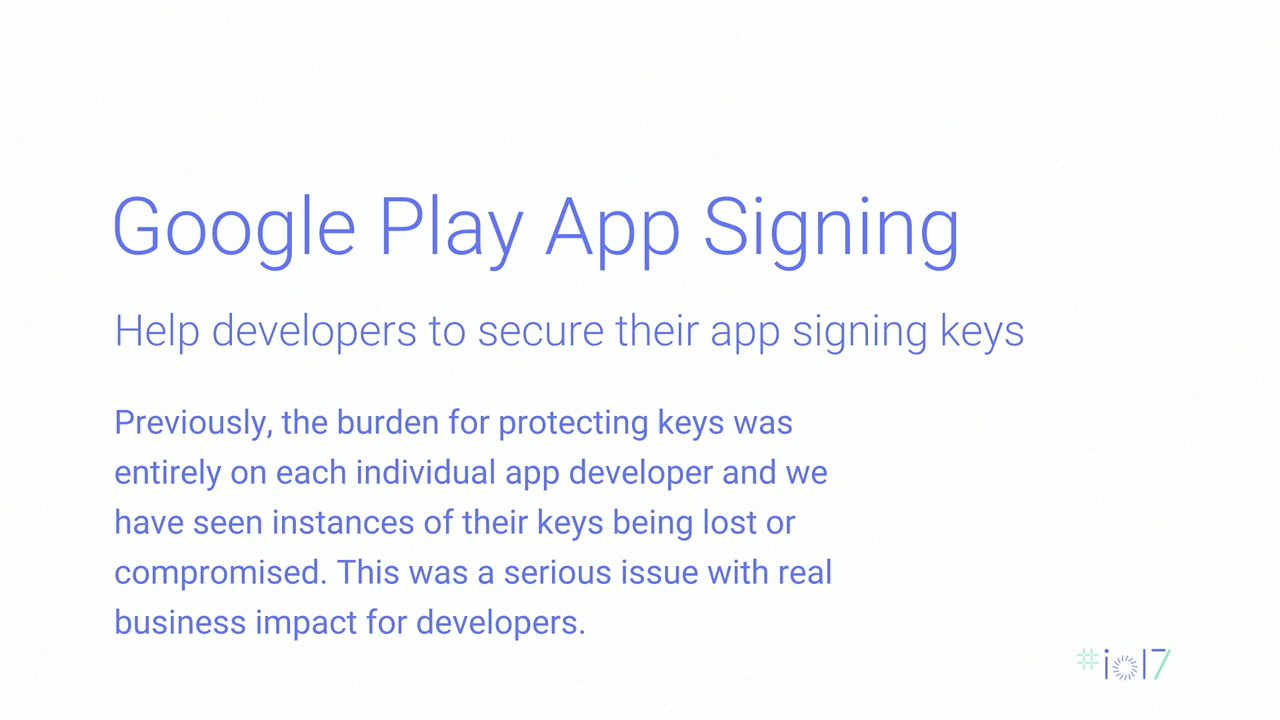 Google Play App Signing
Help developers to secure their app signing keys
Previously, the burden for protecting keys was
entirely on each individual app developer and we
have seen instances of their keys being lost or
compromised. This was a serious issue with real
business impact for developers.
#io17